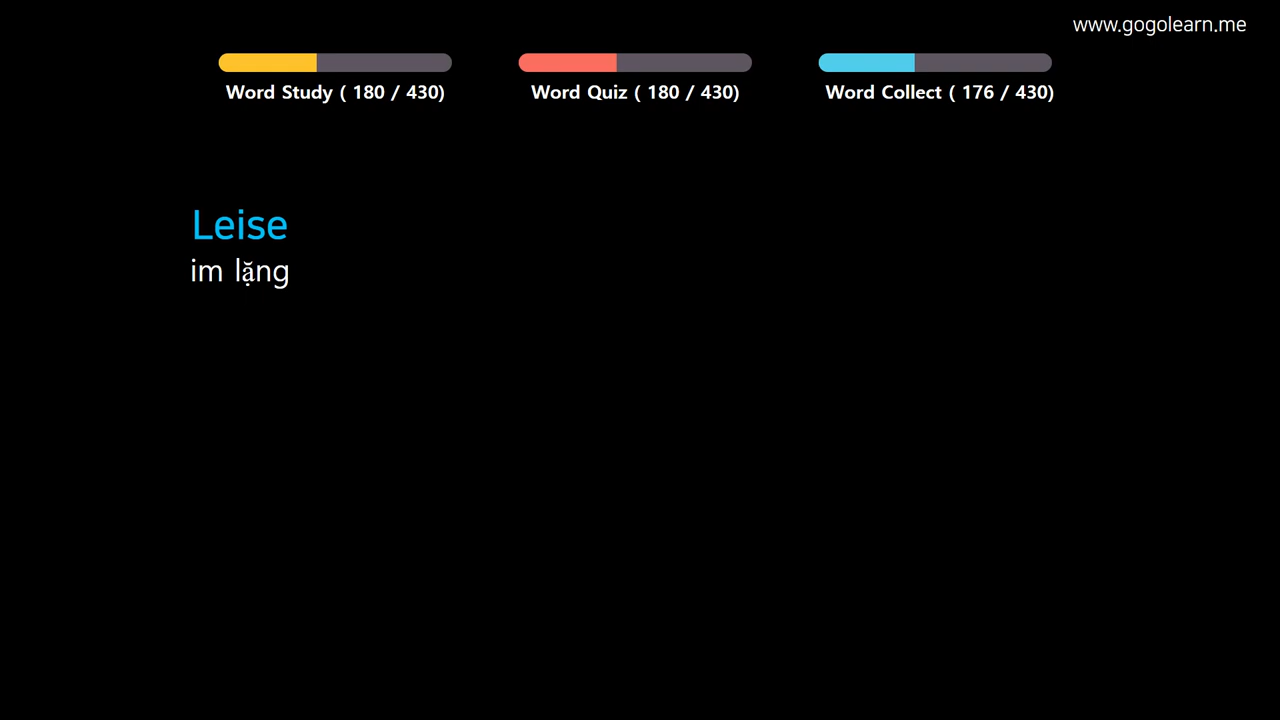 www.gogolearn.me
Word Study ( 180 / 430)
Word Quiz ( 180 / 430)
Word Collect ( 176 / 430)
Leise
im lặng